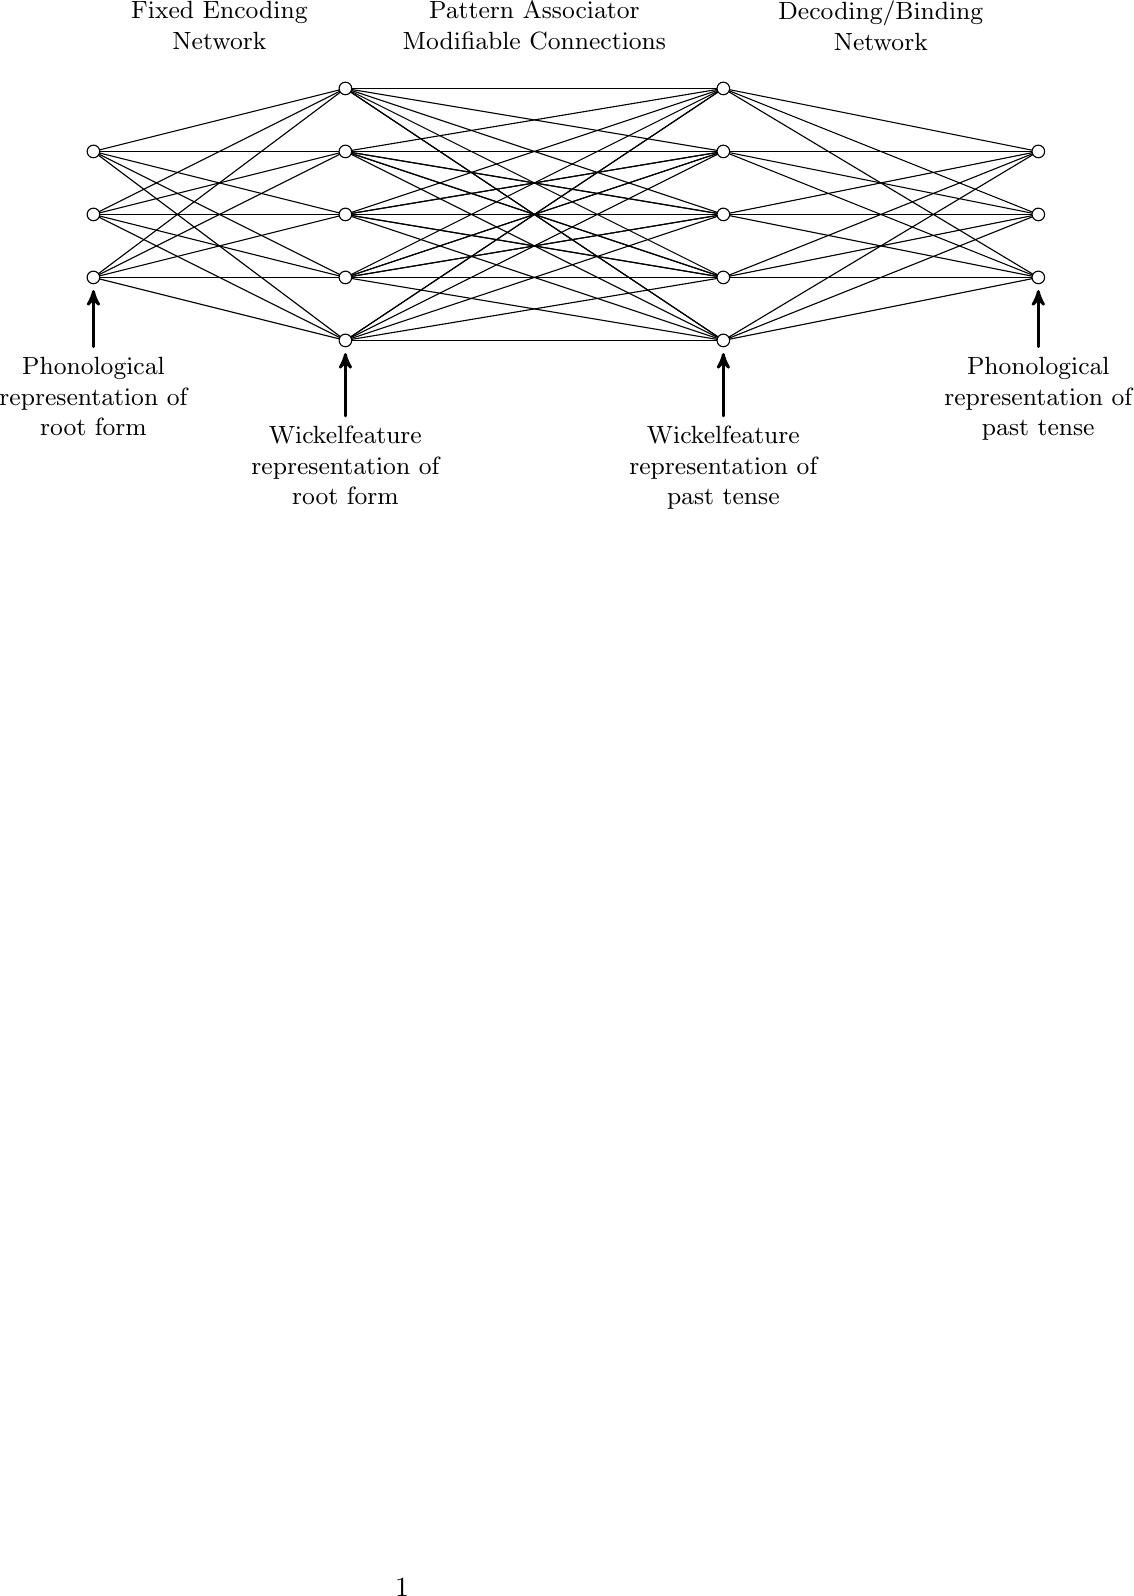 Fixed Encoding
Network
Pattern Associator
Modifiable Connections
Decoding/Binding
Network
Phonological
representation of
root form
Wickelfeature
representation of
root form
Wickelfeature
representation of
past tense
Phonological
representation of
past tense
1